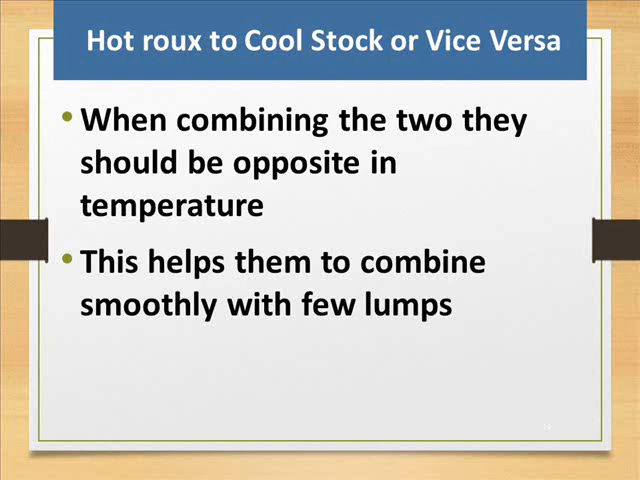 Hot roux to Cool Stock or Vice Versa
• When combining the two they
should be opposite in
temperature
• This helps them to combine
smoothly with few lumps
14